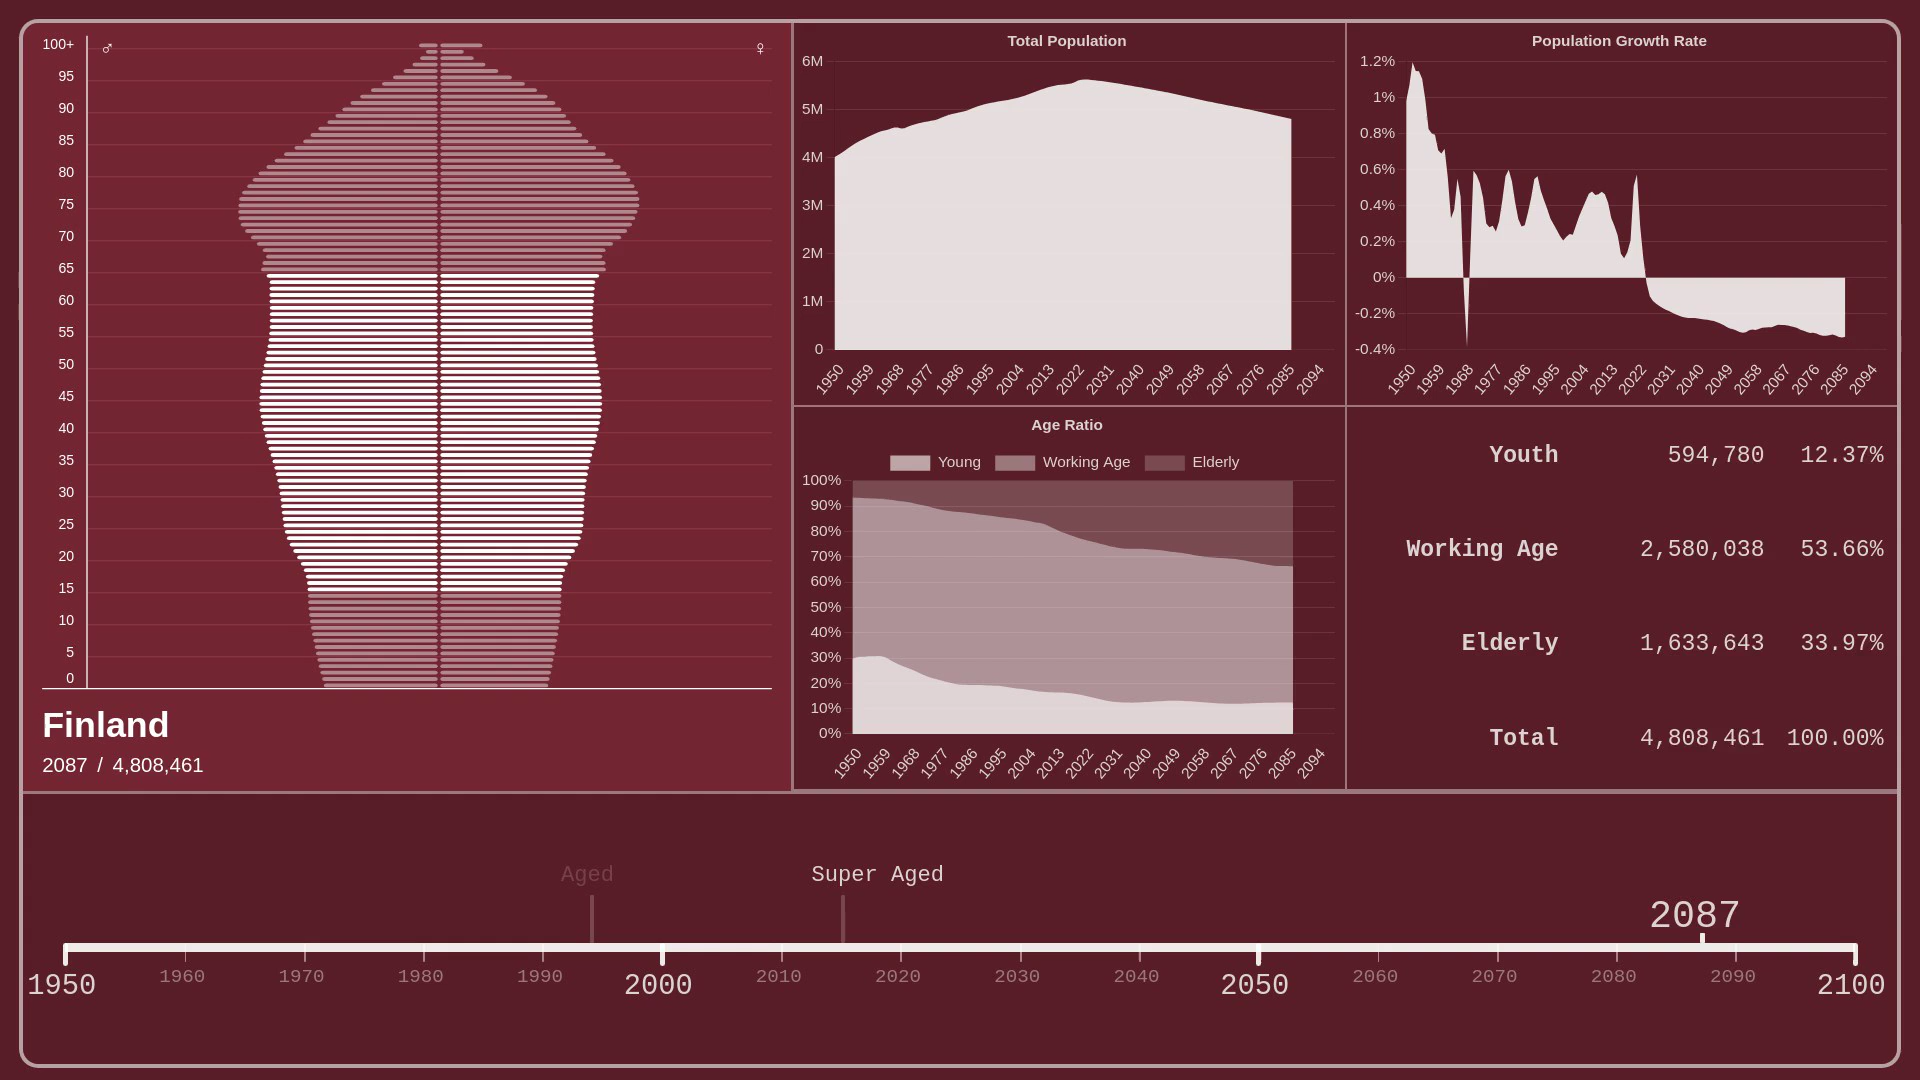 100+
♂
♀
95
90
85
80
75
70
65
60
55
50
45
40
35
30
25
20
15
10
5
0
Finland
2087 / 4,808,461
Total Population
6M
5M
4M
3M
2M
1M
0
1950 1959 1968 1977 1986 1995 2004 2013 2022 2031 2040 2049 2058 2067 2076 2085 2094
Population Growth Rate
1.2%
1%
0.8%
0.6%
0.4%
0.2%
0%
-0.2%
-0.4%
1950 1959 1968 1977 1986 1995 2004 2013 2022 2031 2040 2049 2058 2067 2076 2085 2094
Age Ratio
Young Working Age Elderly
100%
90%
80%
70%
60%
50%
40%
30%
20%
10%
0%
1950 1959 1968 1977 1986 1995 2004 2013 2022 2031 2040 2049 2058 2067 2076 2085 2094
Youth 594,780 12.37%
Working Age 2,580,038 53.66%
Elderly 1,633,643 33.97%
Total 4,808,461 100.00%
Aged
Super Aged
2087
1950 1960 1970 1980 1990 2000 2010 2020 2030 2040 2050 2060 2070 2080 2090 2100